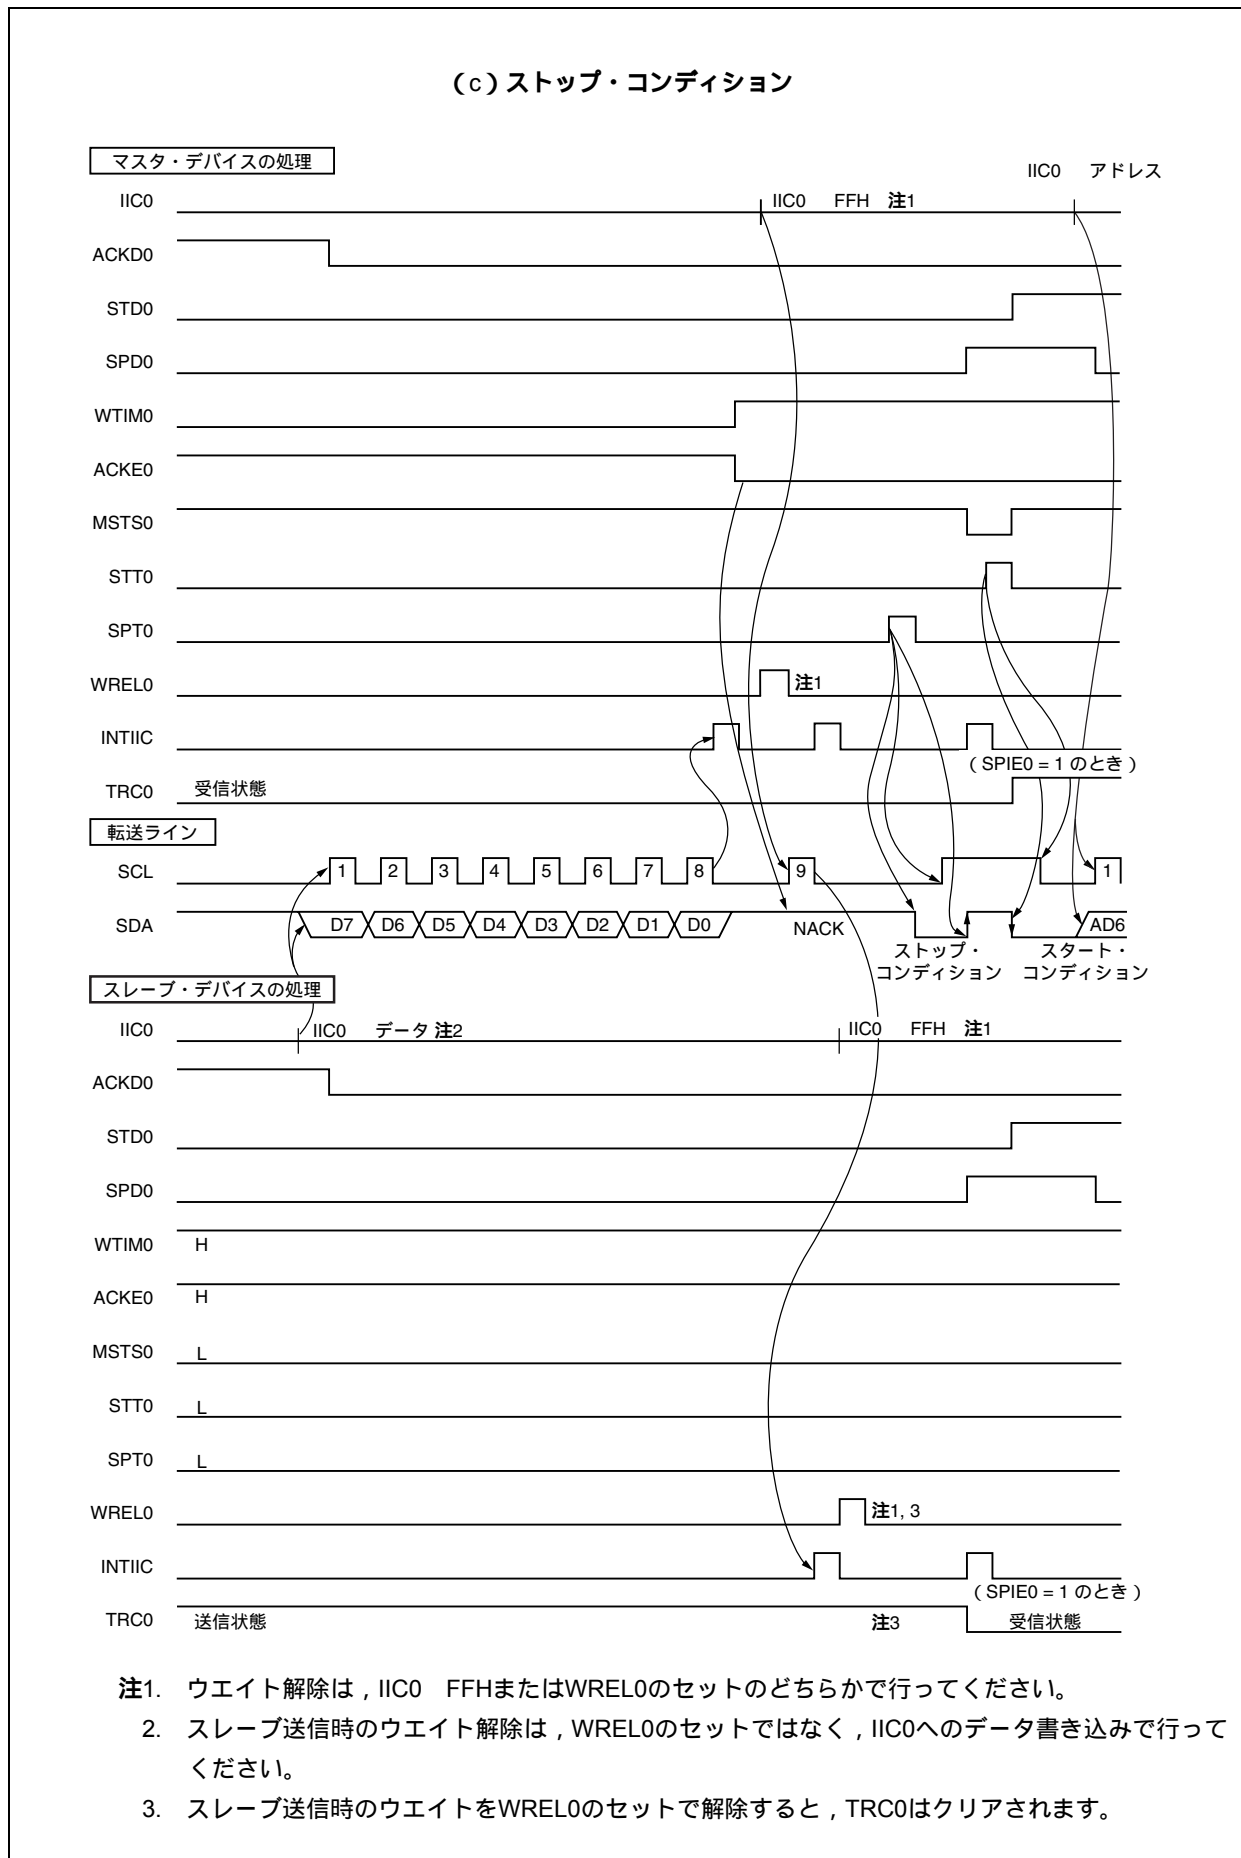 （c）ストップ・コンディション
マスタ・デバイスの処理
IIC0　アドレス
IIC0
IIC0　FFH　注1
ACKD0
STD0
SPD0
WTIM0
ACKE0
MSTS0
STT0
SPT0
WREL0
注1
INTIIC
（SPIE0 = 1 のとき）
TRC0
受信状態
転送ライン
SCL
1 2 3 4 5 6 7 8 9 1
SDA
D7 D6 D5 D4 D3 D2 D1 D0
NACK
AD6
ストップ・
コンディション
スタート・
コンディション
スレーブ・デバイスの処理
IIC0
IIC0　データ 注2
IIC0　FFH　注1
ACKD0
STD0
SPD0
WTIM0
H
ACKE0
H
MSTS0
L
STT0
L
SPT0
L
WREL0
注1, 3
INTIIC
（SPIE0 = 1 のとき）
TRC0
送信状態
注3
受信状態
注1.　ウエイト解除は，IIC0　FFHまたはWREL0のセットのどちらかで行ってください。
2.　スレーブ送信時のウエイト解除は，WREL0のセットではなく，IIC0へのデータ書き込みで行って
ください。
3.　スレーブ送信時のウエイトをWREL0のセットで解除すると，TRC0はクリアされます。